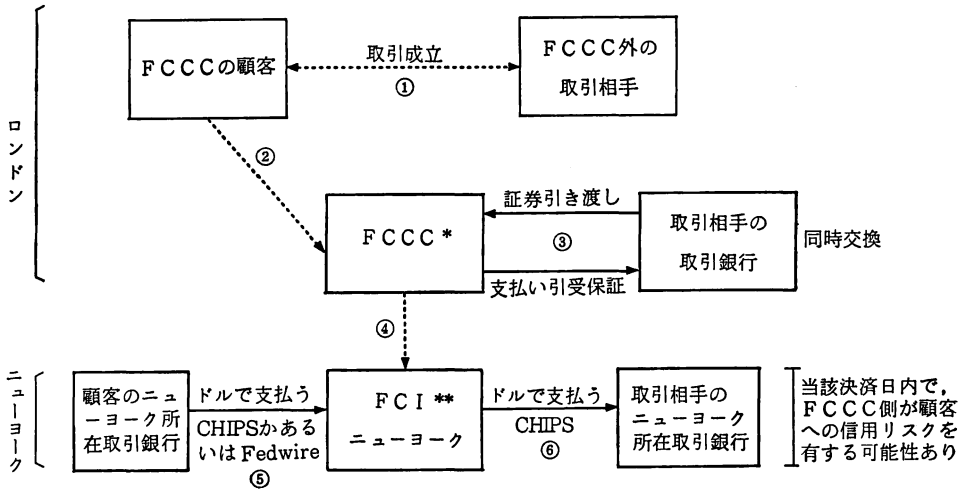 ロンドン
FCCCの顧客
取引成立
①
FCCC外の
取引相手
②
FCCC*
証券引き渡し
③
支払い引受保証
取引相手の
取引銀行
同時交換
④
ニューヨーク
顧客のニュ
ーヨーク所
在取引銀行
ドルで支払う
CHIPSかある
いはFedwire
⑤
FCI**
ニューヨーク
ドルで支払う
CHIPS
⑥
取引相手の
ニューヨーク
所在取引銀行
当該決済日内で,
FCCC側が顧客
への信用リスクを
有する可能性あり